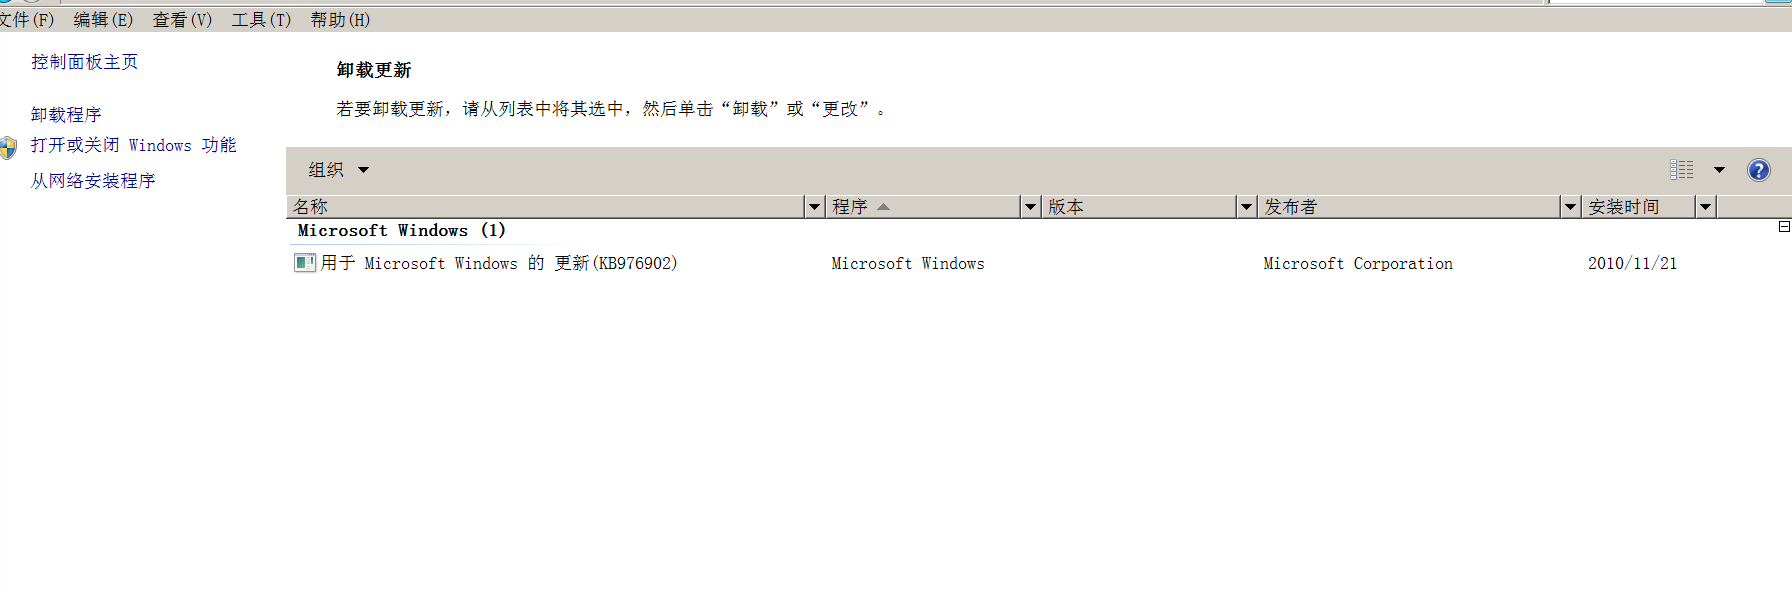 文件(F) 编辑(E) 查看(V) 工具(T) 帮助(H)
控制面板主页
卸载程序
打开或关闭 Windows 功能
从网络安装程序
卸载更新
若要卸载更新，请从列表中将其选中，然后单击“卸载”或“更改”。
组织
名称 程序 版本 发布者 安装时间
Microsoft Windows (1)
用于 Microsoft Windows 的 更新(KB976902) Microsoft Windows Microsoft Corporation 2010/11/21